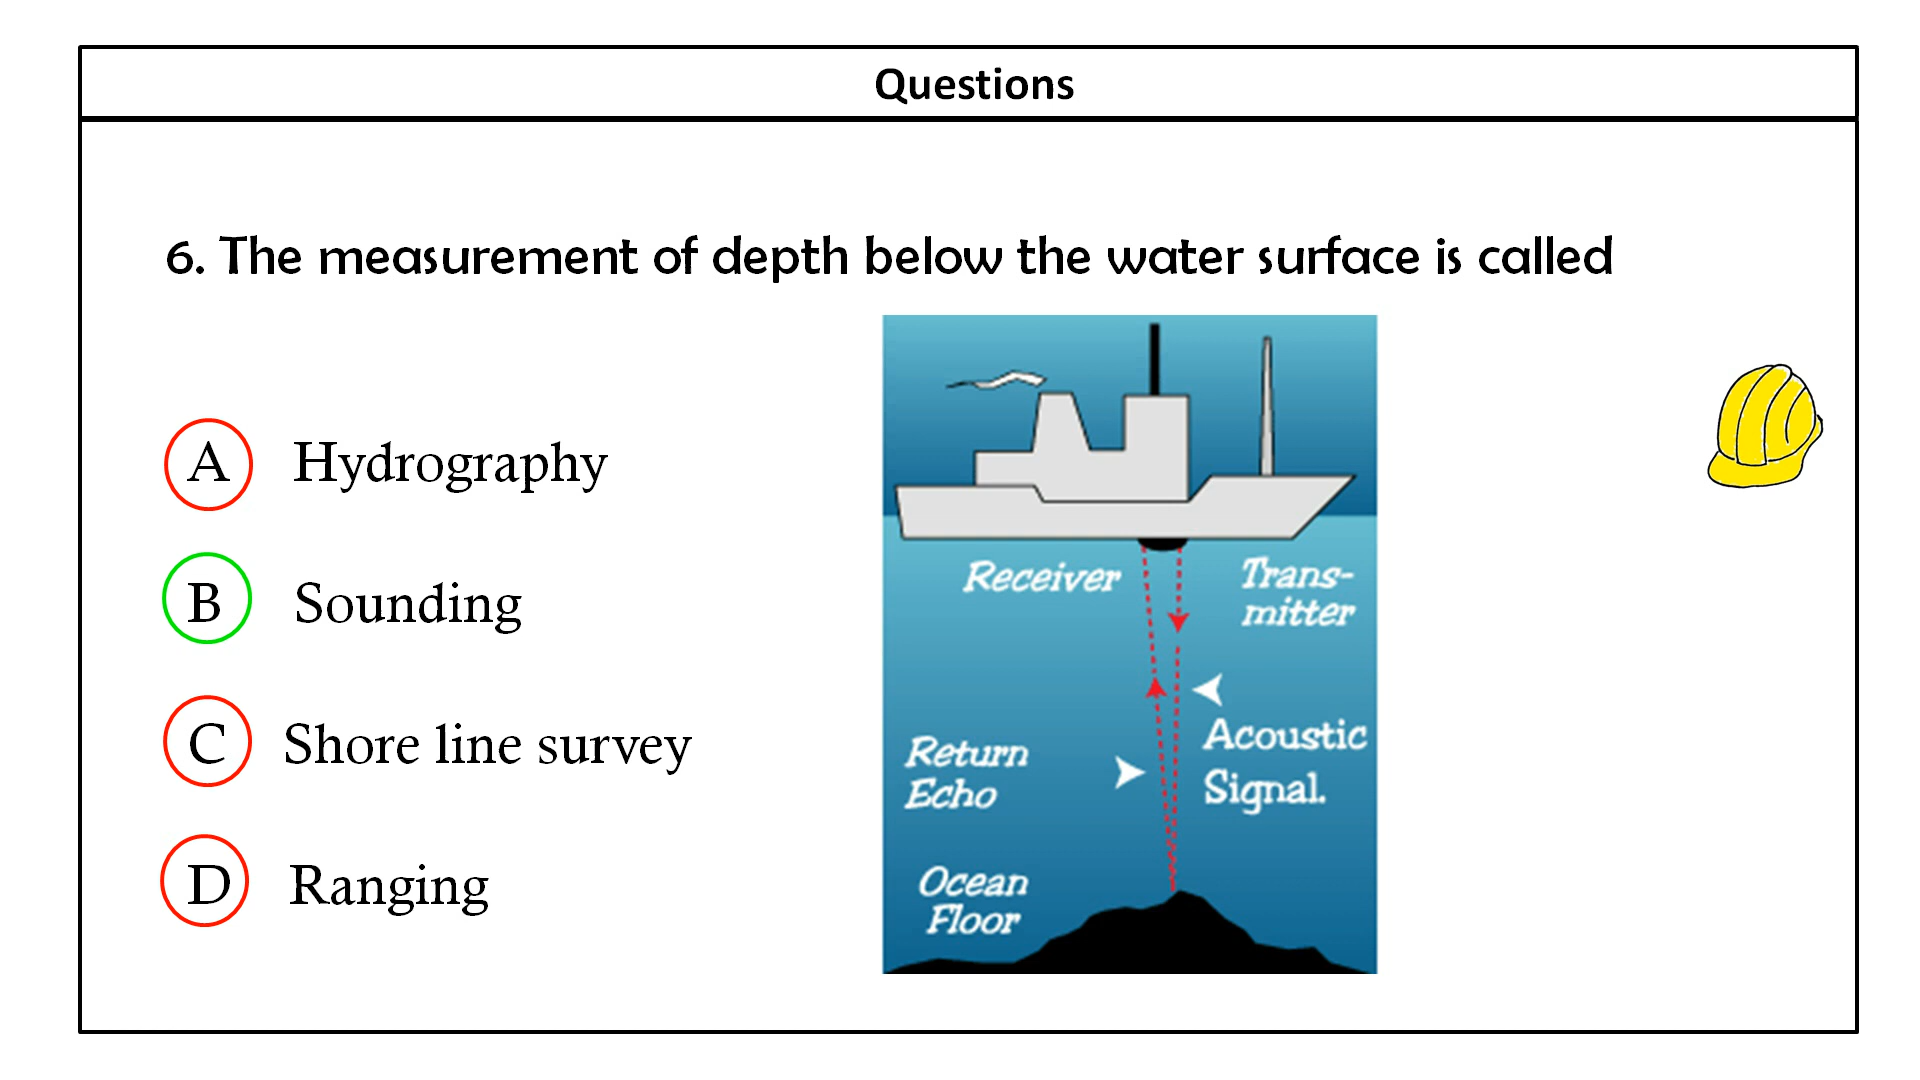 Questions
6. The measurement of depth below the water surface is called
A Hydrography
B Sounding
C Shore line survey
D Ranging
Receiver
Trans-
mitter
Acoustic
Signal.
Return
Echo
Ocean
Floor